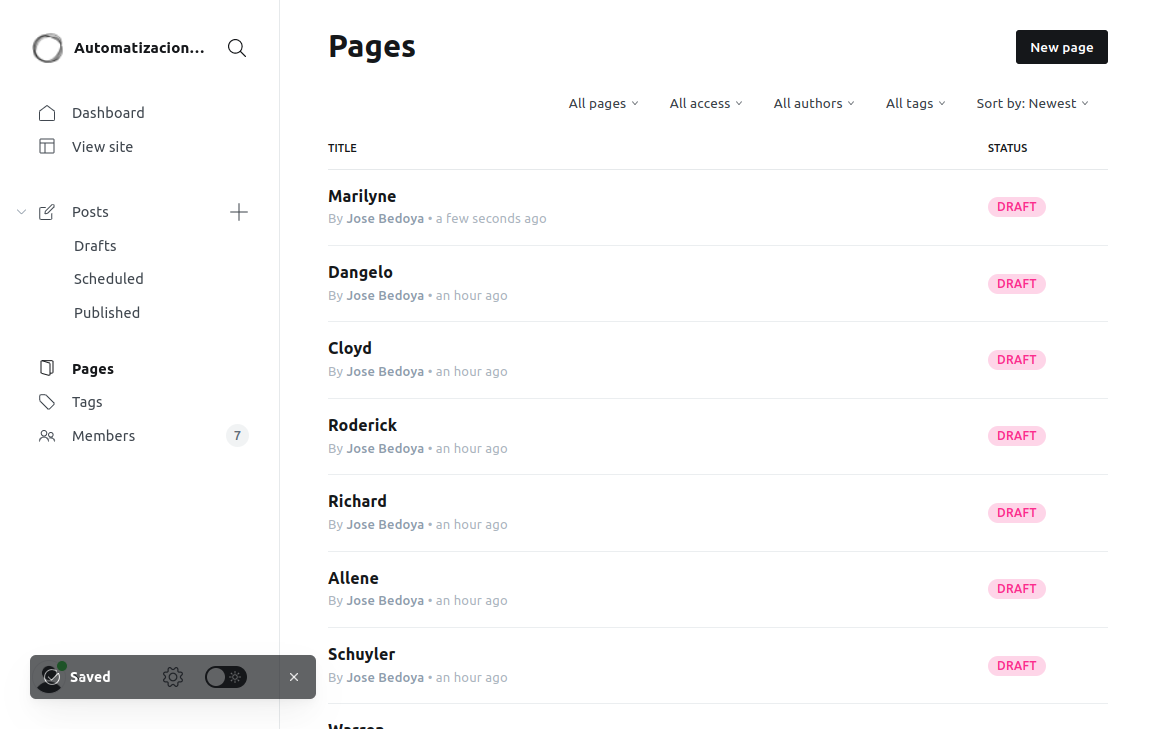 Automatizacion...
Dashboard
View site
Posts
Drafts
Scheduled
Published
Pages
Tags
Members 7
Saved
Pages
New page
All pages All access All authors All tags Sort by: Newest
TITLE STATUS
Marilyne
By Jose Bedoya • a few seconds ago
DRAFT
Dangelo
By Jose Bedoya • an hour ago
DRAFT
Cloyd
By Jose Bedoya • an hour ago
DRAFT
Roderick
By Jose Bedoya • an hour ago
DRAFT
Richard
By Jose Bedoya • an hour ago
DRAFT
Allene
By Jose Bedoya • an hour ago
DRAFT
Schuyler
By Jose Bedoya • an hour ago
DRAFT